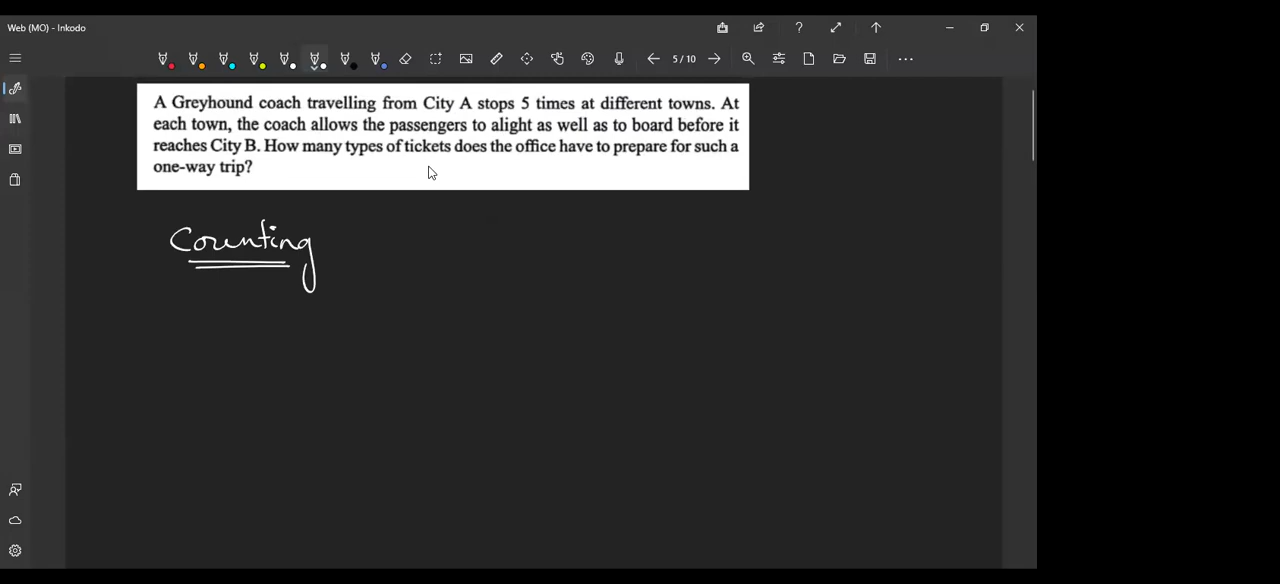 Web (MO) - Inkodo
5 / 10
A Greyhound coach travelling from City A stops 5 times at different towns. At
each town, the coach allows the passengers to alight as well as to board before it
reaches City B. How many types of tickets does the office have to prepare for such a
one-way trip?
Counting